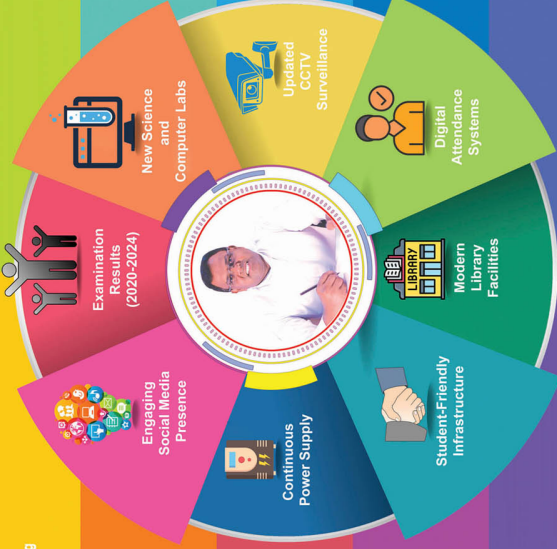 g
Examination
Results
(2020-2024)
New Science
and
Computer Labs
Updated
CCTV
Surveillance
Digital
Attendance
Systems
LIBRARY
Modern
Library
Facilities
Student-Friendly
Infrastructure
Continuous
Power Supply
Engaging
Social Media
Presence